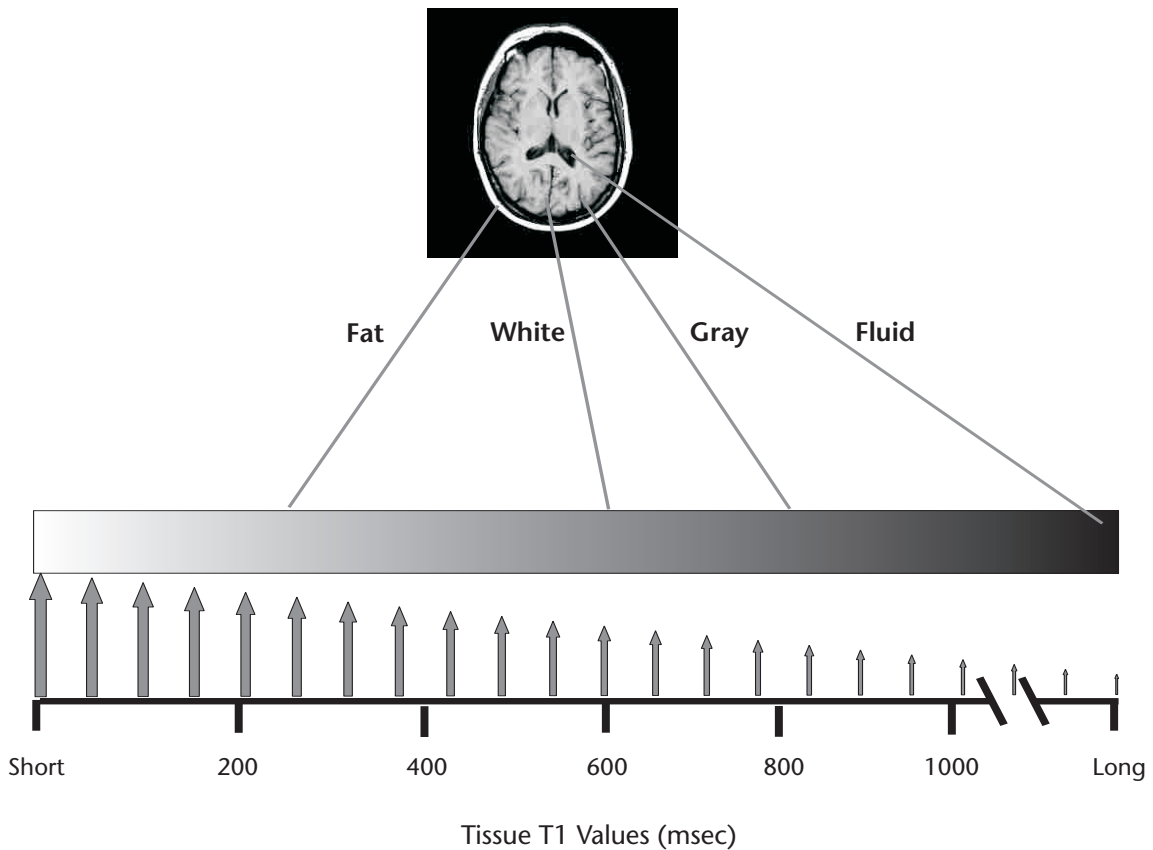 Fat White Gray Fluid
Short 200 400 600 800 1000 Long
Tissue T1 Values (msec)